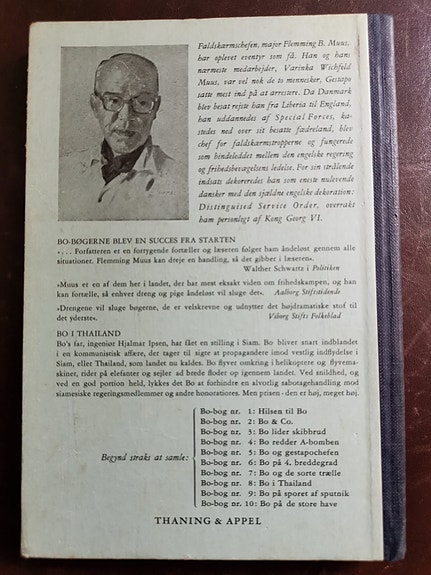 Faldskærmschefen, major Flemming B. Muus,
har oplevet eventyr som få. Han og hans
nærmeste medarbejder, Varinka Wichfeld
Muus, var vel nok de to mennesker, Gestapo
satte mest ind på at arrestere. Da Danmark
blev besat rejste han fra Liberia til England,
han uddannedes af Special Forces, ka-
stedes ned over sit besatte fædreland, blev
chef for faldskærmstropperne og fungerede
som bindeleddet mellem den engelske regering
og frihedsbevægelsens ledelse. For sin strålende
indsats dekoreredes han som eneste nulevende
dansker med den sjældne engelske dekoration:
Distinguised Service Order, overrakt
ham personligt af Kong Georg VI.
BO-BØGERNE BLEV EN SUCCES FRA STARTEN
»... Forfatteren er en forrygende fortæller og læseren følger ham åndeløst gennem alle
situationer. Flemming Muus kan dreje en handling, så det gibber i læseren«.
Walther Schwartz i Politiken
»Muus er en af dem her i landet, der har mest eksakt viden om frihedskampen, og han
kan fortælle, så enhver dreng og pige åndeløst vil sluge det«. Aalborg Stiftstidende
»Drengene vil sluge bøgerne, de er velskrevne og udnytter det højdramatiske stof til
det yderste«. Viborg Stifts Folkeblad
BO I THAILAND
Bo's far, ingeniør Hjalmar Ipsen, har fået en stilling i Siam. Bo bliver snart indblandet
i en kommunistisk affære, der tager til sigte at propagandere imod vestlig indflydelse i
Siam, eller Thailand, som landet nu kaldes. Bo flyver omkring i helikoptere og flyvema-
skiner, rider på elefanter og sejler ad brede floder op igennem landet. Ved snildhed, og
ved en god portion held, lykkes det Bo at forhindre en alvorlig sabotagehandling mod
siamesiske regeringsmedlemmer og andre honoratiores. Men prisen - den er høj, meget høj.
Begynd straks at samle:
Bo-bog nr. 1: Hilsen til Bo
Bo-bog nr. 2: Bo & Co.
Bo-bog nr. 3: Bo lider skibbrud
Bo-bog nr. 4: Bo redder A-bomben
Bo-bog nr. 5: Bo og gestapochefen
Bo-bog nr. 6: Bo på 4. breddegrad
Bo-bog nr. 7: Bo og de sorte trælle
Bo-bog nr. 8: Bo i Thailand
Bo-bog nr. 9: Bo på sporet af sputnik
Bo-bog nr. 10: Bo på de store have
THANING & APPEL